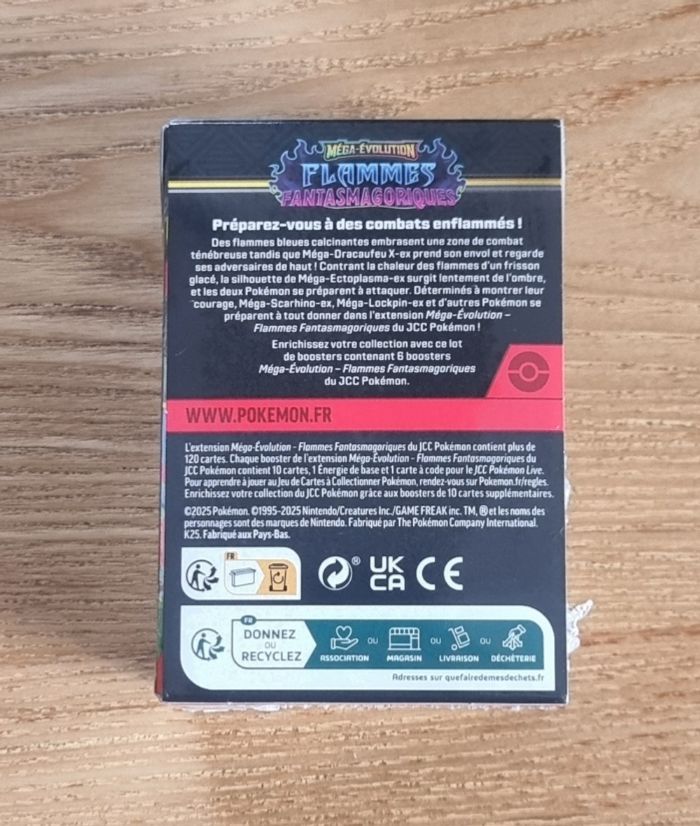 MÉGA-ÉVOLUTION
FLAMMES
FANTASMAGORIQUES
Préparez-vous à des combats enflammés !
Des flammes bleues calcinantes embrasent une zone de combat
ténébreuse tandis que Méga-Dracaufeu X-ex prend son envol et regarde
ses adversaires de haut ! Contrant la chaleur des flammes d'un frisson
glacé, la silhouette de Méga-Ectoplasma-ex surgit lentement de l'ombre,
et les deux Pokémon se préparent à attaquer. Déterminés à montrer leur
courage, Méga-Scarhino-ex, Méga-Lockpin-ex et d'autres Pokémon se
préparent à tout donner dans l'extension Méga-Évolution –
Flammes Fantasmagoriques du JCC Pokémon !
Enrichissez votre collection avec ce lot
de boosters contenant 6 boosters
Méga-Évolution – Flammes Fantasmagoriques
du JCC Pokémon.
WWW.POKEMON.FR
L'extension Méga-Évolution - Flammes Fantasmagoriques du JCC Pokémon contient plus de
120 cartes. Chaque booster de l'extension Méga-Évolution - Flammes Fantasmagoriques du
JCC Pokémon contient 10 cartes, 1 Énergie de base et 1 carte à code pour le JCC Pokémon Live.
Pour apprendre à jouer au Jeu de Cartes à Collectionner Pokémon, rendez-vous sur Pokemon.fr/regles.
Enrichissez votre collection du JCC Pokémon grâce aux boosters de 10 cartes supplémentaires.
©2025 Pokémon. ©1995-2025 Nintendo/Creatures Inc./GAME FREAK inc. TM, ® et les noms des
personnages sont des marques de Nintendo. Fabriqué par The Pokémon Company International.
K25. Fabriqué aux Pays-Bas.
FR
® UK CA CE
FR
DONNEZ
OU
RECYCLEZ
ASSOCIATION OU MAGASIN OU LIVRAISON OU DÉCHÈTERIE
Adresses sur quefairedemesdechets.fr